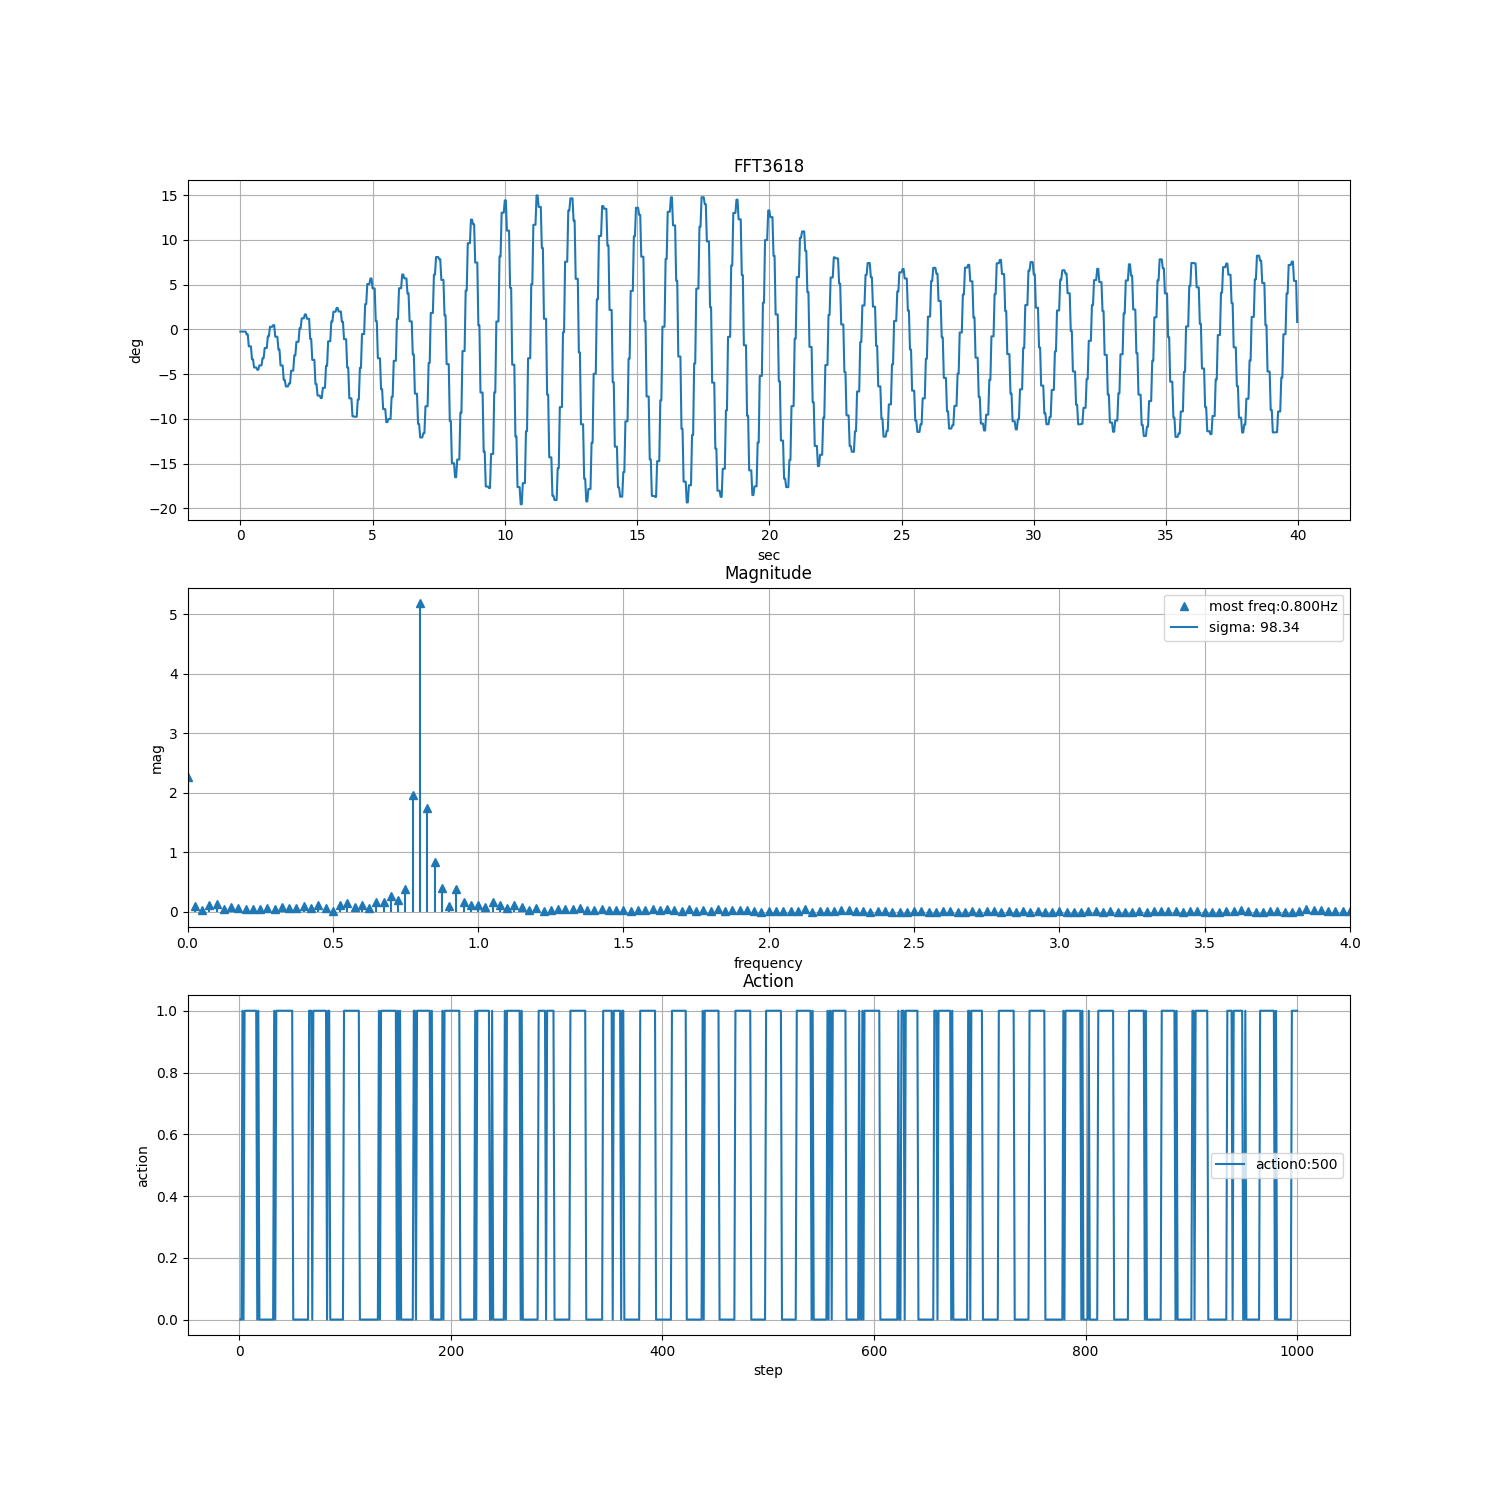 FFT3618
15
10
5
0
−5
−10
−15
−20
deg
0 5 10 15 20 25 30 35 40
sec
Magnitude
5
4
3
2
1
0
mag
most freq:0.800Hz
sigma: 98.34
0.0 0.5 1.0 1.5 2.0 2.5 3.0 3.5 4.0
frequency
Action
1.0
0.8
0.6
0.4
0.2
0.0
action
action0:500
0 200 400 600 800 1000
step